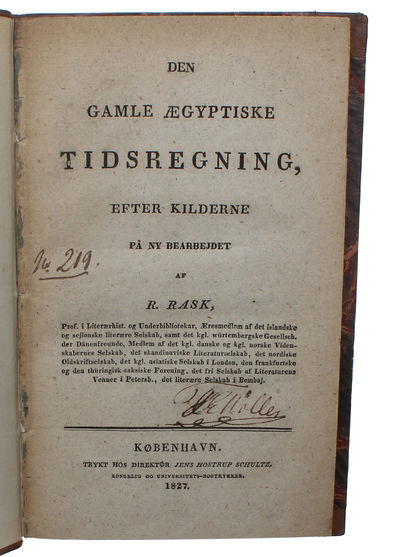 DEN
GAMLE ÆGYPTISKE
TIDSREGNING,
EFTER KILDERNE
PÅ NY BEARBEJDET
AF
R. RASK,
No. 219.
Prof. i Literærhist. og Underbibliotekar, Æresmedlem af det islandske
og sejlonske literære Selskab, samt det kgl. würtembergske Gesellsch.
der Dänenfreunde, Medlem af det kgl. danske og kgl. norske Viden-
skabernes Selskab, det skandinaviske Literaturselskab, det nordiske
Oldskriftselskab, det kgl. asiatiske Selskab i London, den frankfurtske
og den thüringisk-saksiske Forening, det fri Selskab af Literaturens
Venner i Petersb., det literære Selskab i Bombaj.
Møller
KØBENHAVN.
TRYKT HOS DIREKTØR JENS HOSTRUP SCHULTZ,
KONGELIG OG UNIVERSITETS-BOGTRYKKER.
1827.